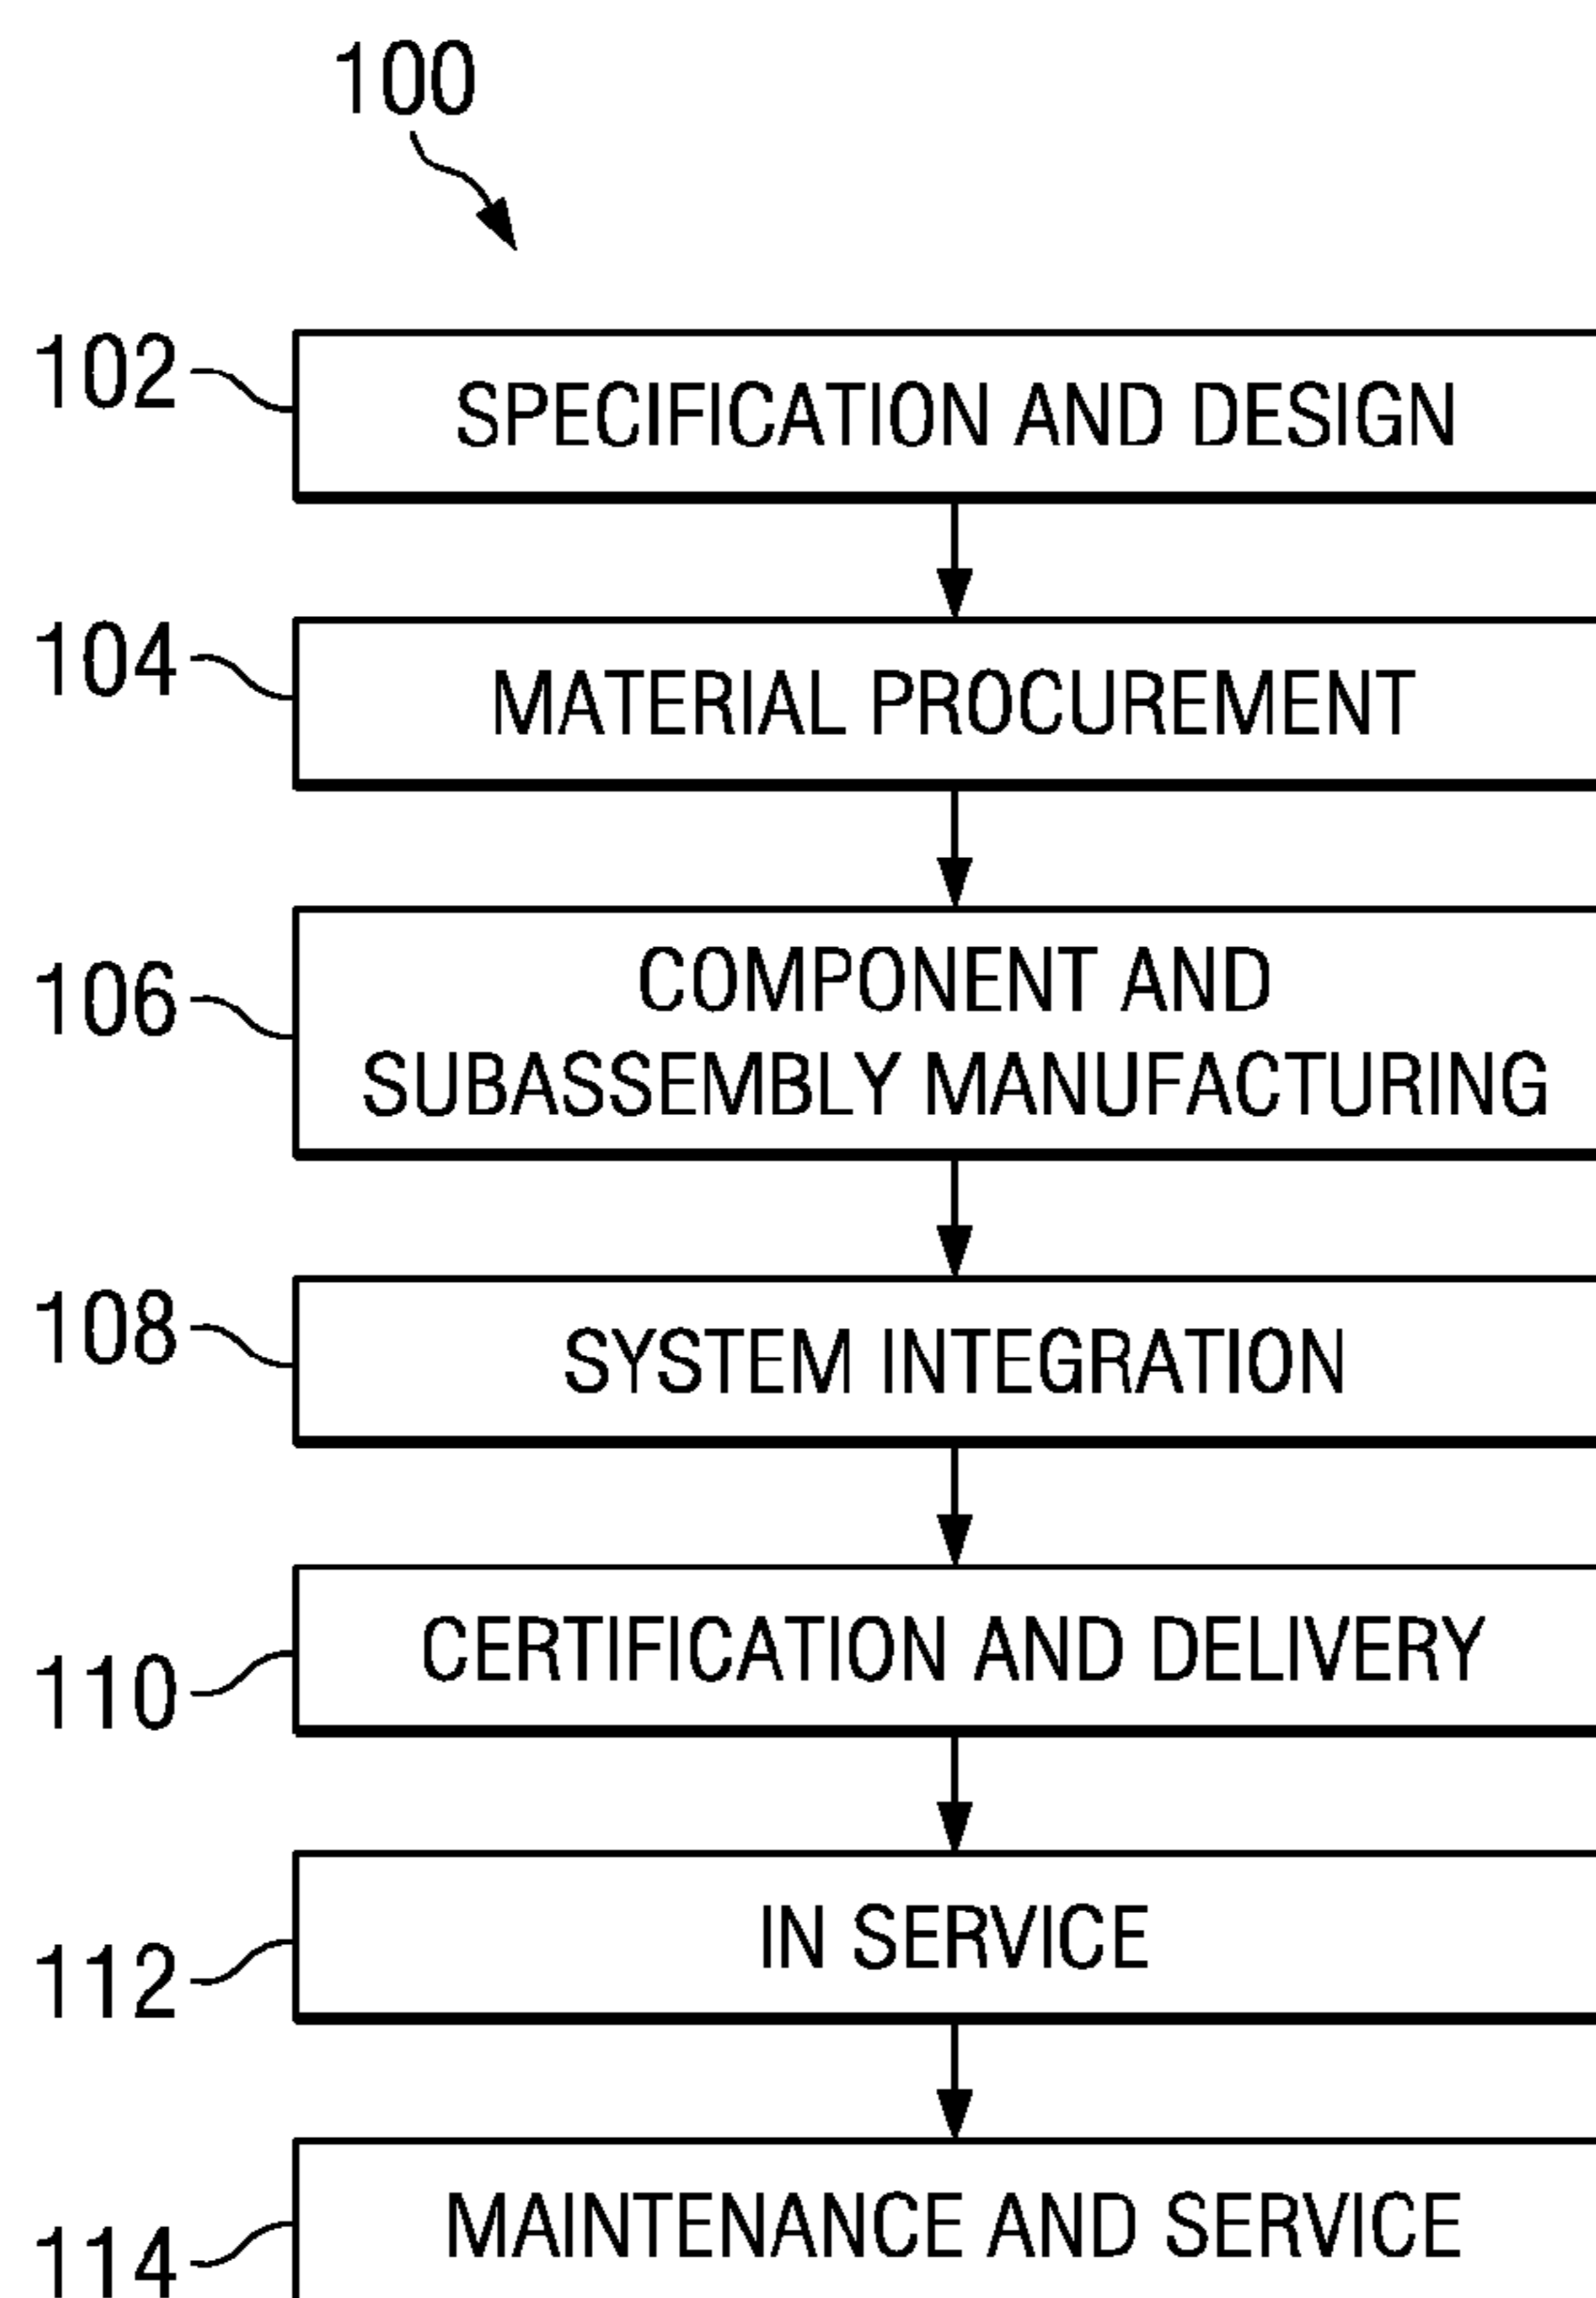 100
102
SPECIFICATION AND DESIGN
104
MATERIAL PROCUREMENT
106
COMPONENT AND
SUBASSEMBLY MANUFACTURING
108
SYSTEM INTEGRATION
110
CERTIFICATION AND DELIVERY
112
IN SERVICE
114
MAINTENANCE AND SERVICE